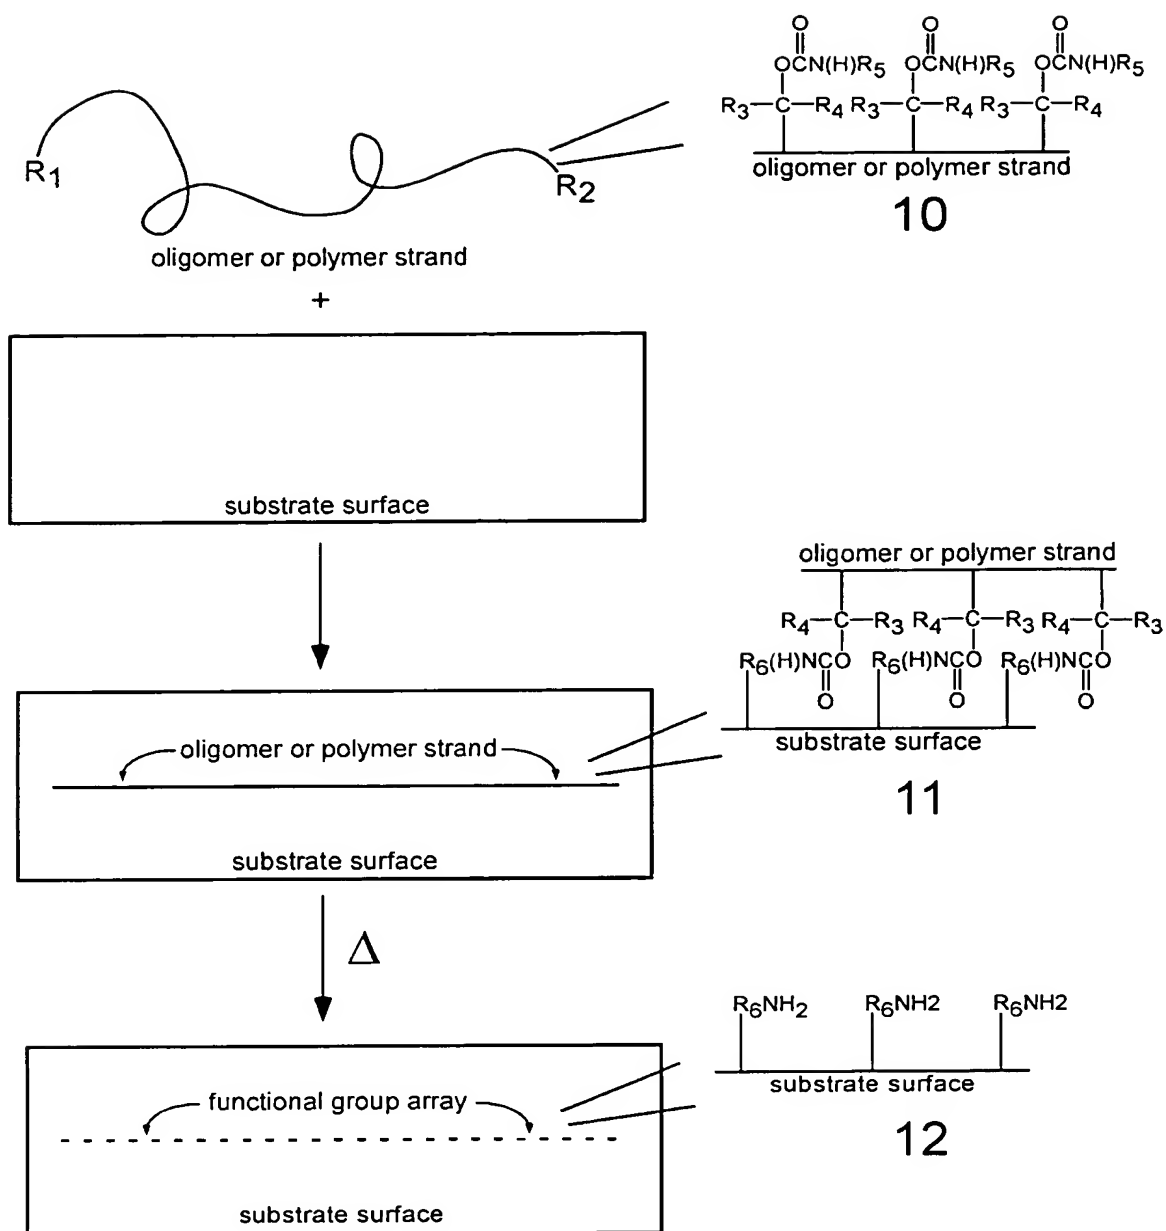 O O O
OCN(H)R5 OCN(H)R5 OCN(H)R5
R3—C—R4 R3—C—R4 R3—C—R4
oligomer or polymer strand
10
R1
R2
oligomer or polymer strand
+
substrate surface
oligomer or polymer strand
R4—C—R3 R4—C—R3 R4—C—R3
R6(H)NCO R6(H)NCO R6(H)NCO
O O O
substrate surface
11
oligomer or polymer strand
substrate surface
Δ
R6NH2 R6NH2 R6NH2
substrate surface
12
functional group array
substrate surface